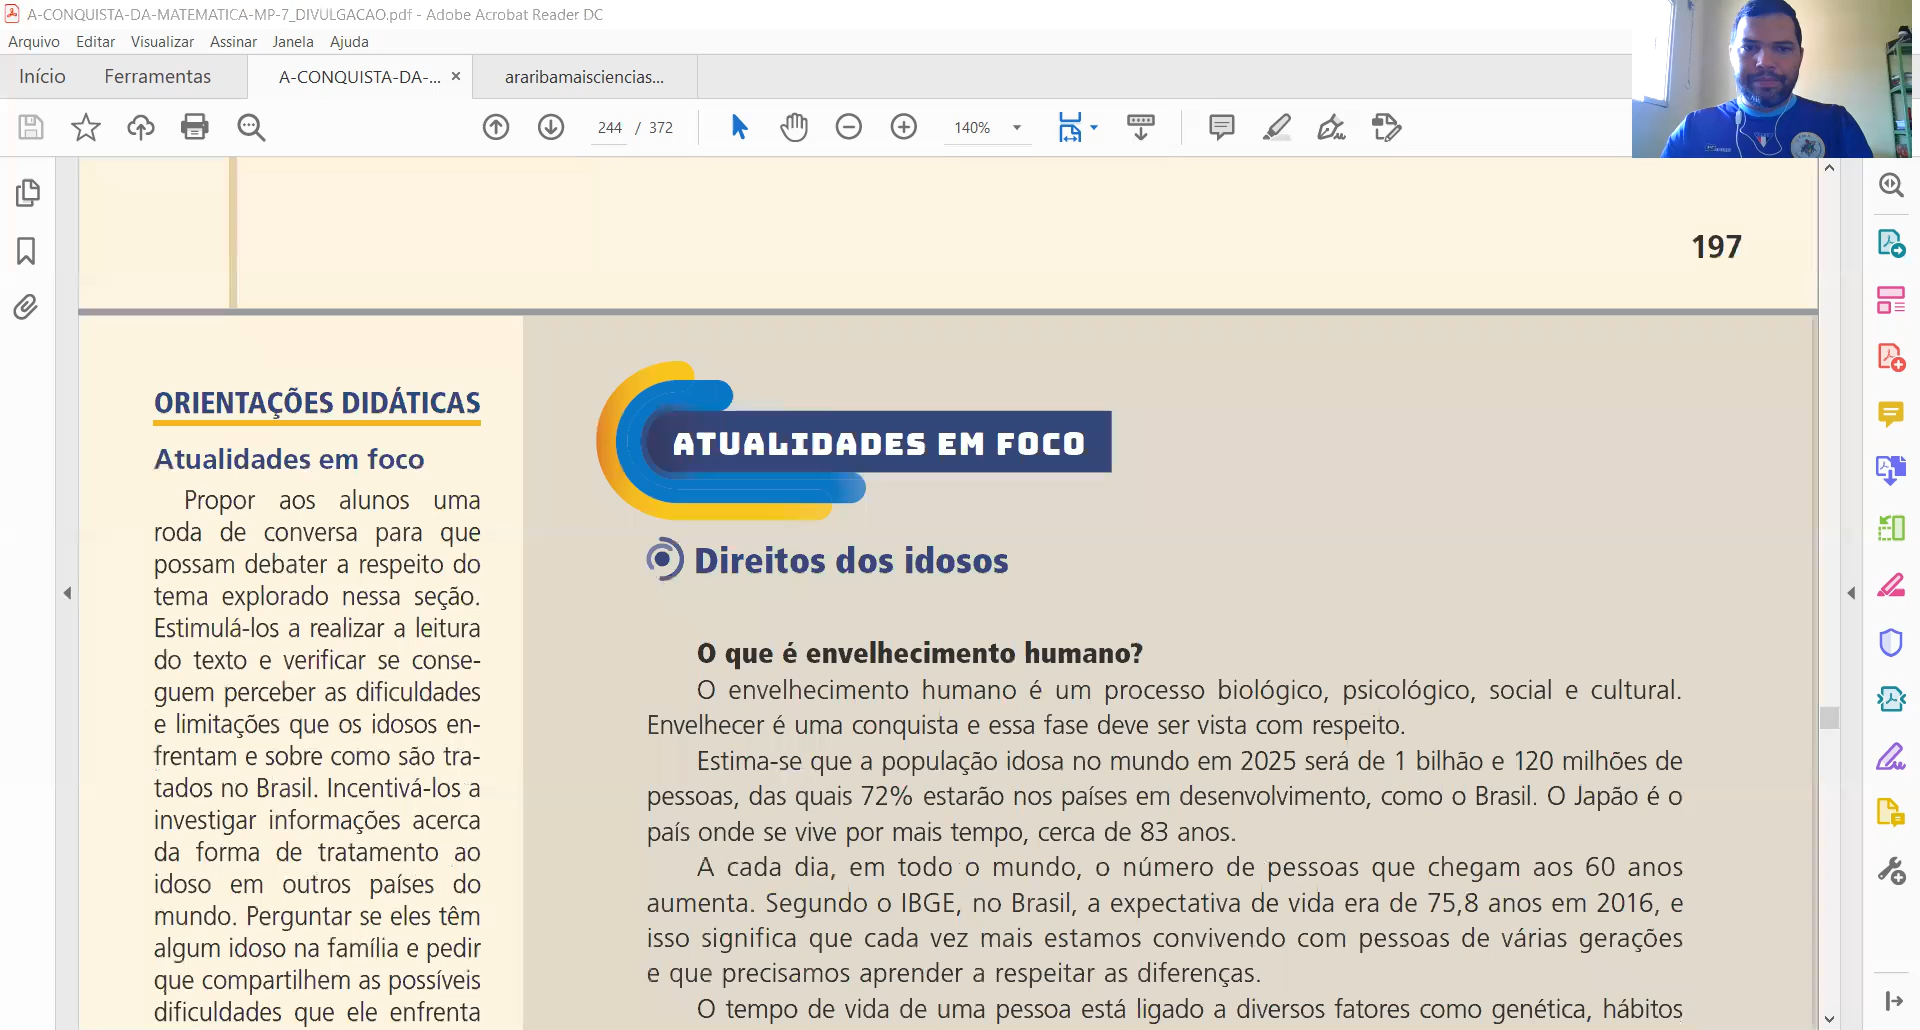 A-CONQUISTA-DA-MATEMATICA-MP-7_DIVULGACAO.pdf - Adobe Acrobat Reader DC
Arquivo Editar Visualizar Assinar Janela Ajuda
Início Ferramentas A-CONQUISTA-DA-... × araribamaisciencias...
244 / 372 140%
197
ORIENTAÇÕES DIDÁTICAS
Atualidades em foco
Propor aos alunos uma
roda de conversa para que
possam debater a respeito do
tema explorado nessa seção.
Estimulá-los a realizar a leitura
do texto e verificar se conse-
guem perceber as dificuldades
e limitações que os idosos en-
frentam e sobre como são tra-
tados no Brasil. Incentivá-los a
investigar informações acerca
da forma de tratamento ao
idoso em outros países do
mundo. Perguntar se eles têm
algum idoso na família e pedir
que compartilhem as possíveis
dificuldades que ele enfrenta
ATUALIDADES EM FOCO
Direitos dos idosos
O que é envelhecimento humano?
O envelhecimento humano é um processo biológico, psicológico, social e cultural.
Envelhecer é uma conquista e essa fase deve ser vista com respeito.
Estima-se que a população idosa no mundo em 2025 será de 1 bilhão e 120 milhões de
pessoas, das quais 72% estarão nos países em desenvolvimento, como o Brasil. O Japão é o
país onde se vive por mais tempo, cerca de 83 anos.
A cada dia, em todo o mundo, o número de pessoas que chegam aos 60 anos
aumenta. Segundo o IBGE, no Brasil, a expectativa de vida era de 75,8 anos em 2016, e
isso significa que cada vez mais estamos convivendo com pessoas de várias gerações
e que precisamos aprender a respeitar as diferenças.
O tempo de vida de uma pessoa está ligado a diversos fatores como genética, hábitos